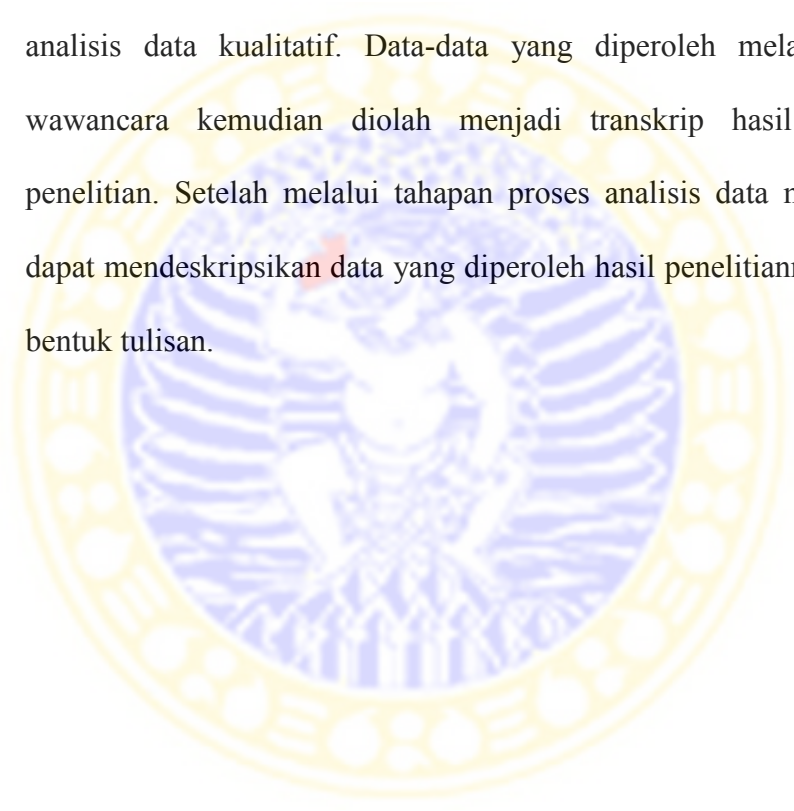 analisis data kualitatif. Data-data yang diperoleh
wawancara kemudian diolah menjadi transkrip hasil
penelitian. Setelah melalui tahapan proses analisis data
dapat mendeskripsikan data yang diperoleh hasil
bentuk tulisan.